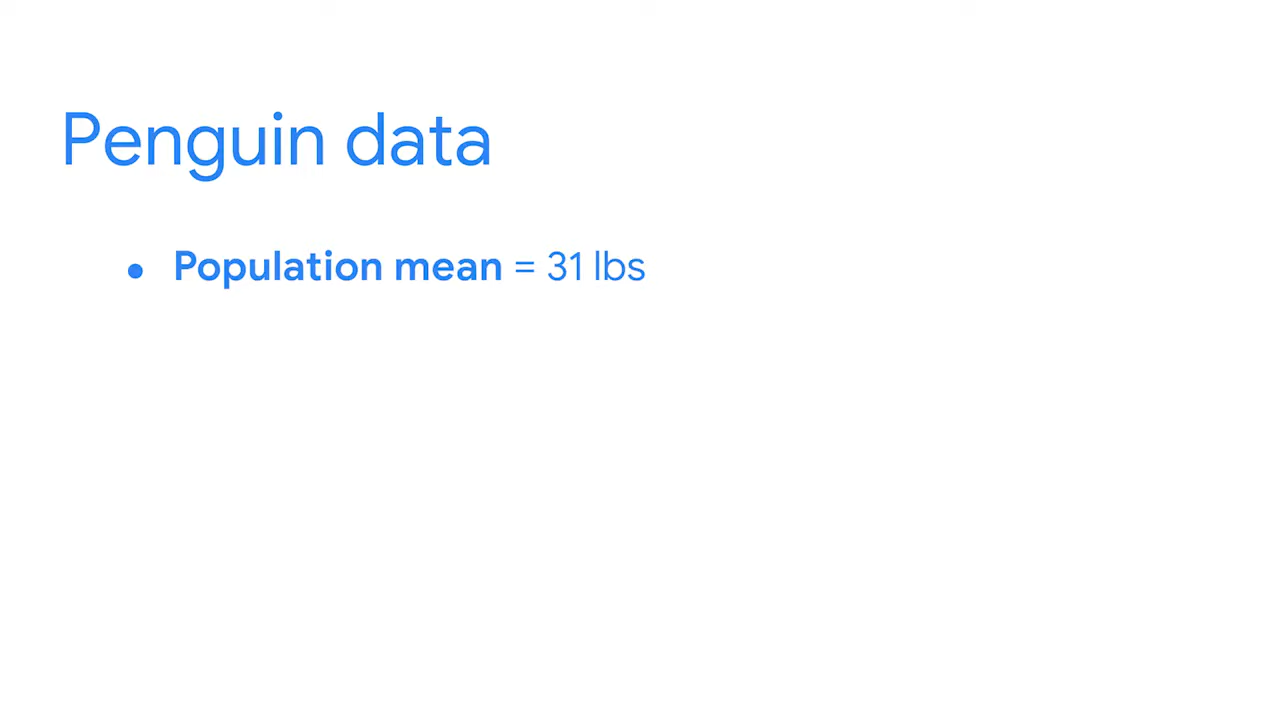 Penguin data
● Population mean = 31 lbs